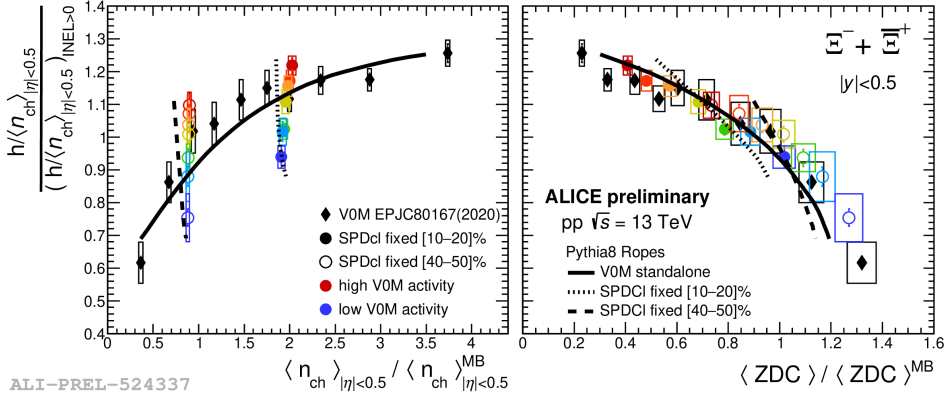 h/⟨n_ch⟩_|η|<0.5
( h/⟨n_ch⟩_|η|<0.5 )_INEL>0
1.4
1.3
1.2
1.1
1
0.9
0.8
0.7
0.6
0.5
0.4
0 0.5 1 1.5 2 2.5 3 3.5 4
◆ V0M EPJC80167(2020)
● SPDcl fixed [10–20]%
○ SPDcl fixed [40–50]%
● high V0M activity
● low V0M activity
⟨ n_ch ⟩_|η|<0.5 / ⟨ n_ch ⟩^MB_|η|<0.5
Ξ⁻ + Ξ̅⁺
|y|<0.5
ALICE preliminary
pp √s = 13 TeV
Pythia8 Ropes
V0M standalone
SPDCl fixed [10–20]%
SPDCl fixed [40–50]%
0 0.2 0.4 0.6 0.8 1 1.2 1.4 1.6
⟨ ZDC ⟩ / ⟨ ZDC ⟩^MB
ALI-PREL-524337